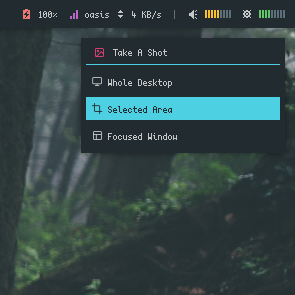 100% oasis 4 KB/s |
Take A Shot
Whole Desktop
Selected Area
Focused Window